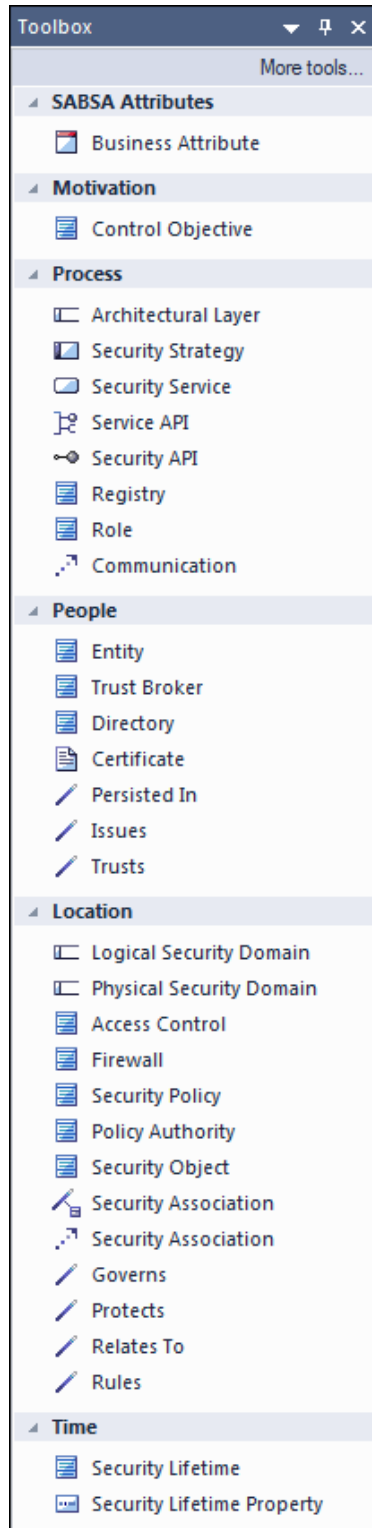 Toolbox
More tools...
SABSA Attributes
Business Attribute
Motivation
Control Objective
Process
Architectural Layer
Security Strategy
Security Service
Service API
Security API
Registry
Role
Communication
People
Entity
Trust Broker
Directory
Certificate
Persisted In
Issues
Trusts
Location
Logical Security Domain
Physical Security Domain
Access Control
Firewall
Security Policy
Policy Authority
Security Object
Security Association
Security Association
Governs
Protects
Relates To
Rules
Time
Security Lifetime
Security Lifetime Property